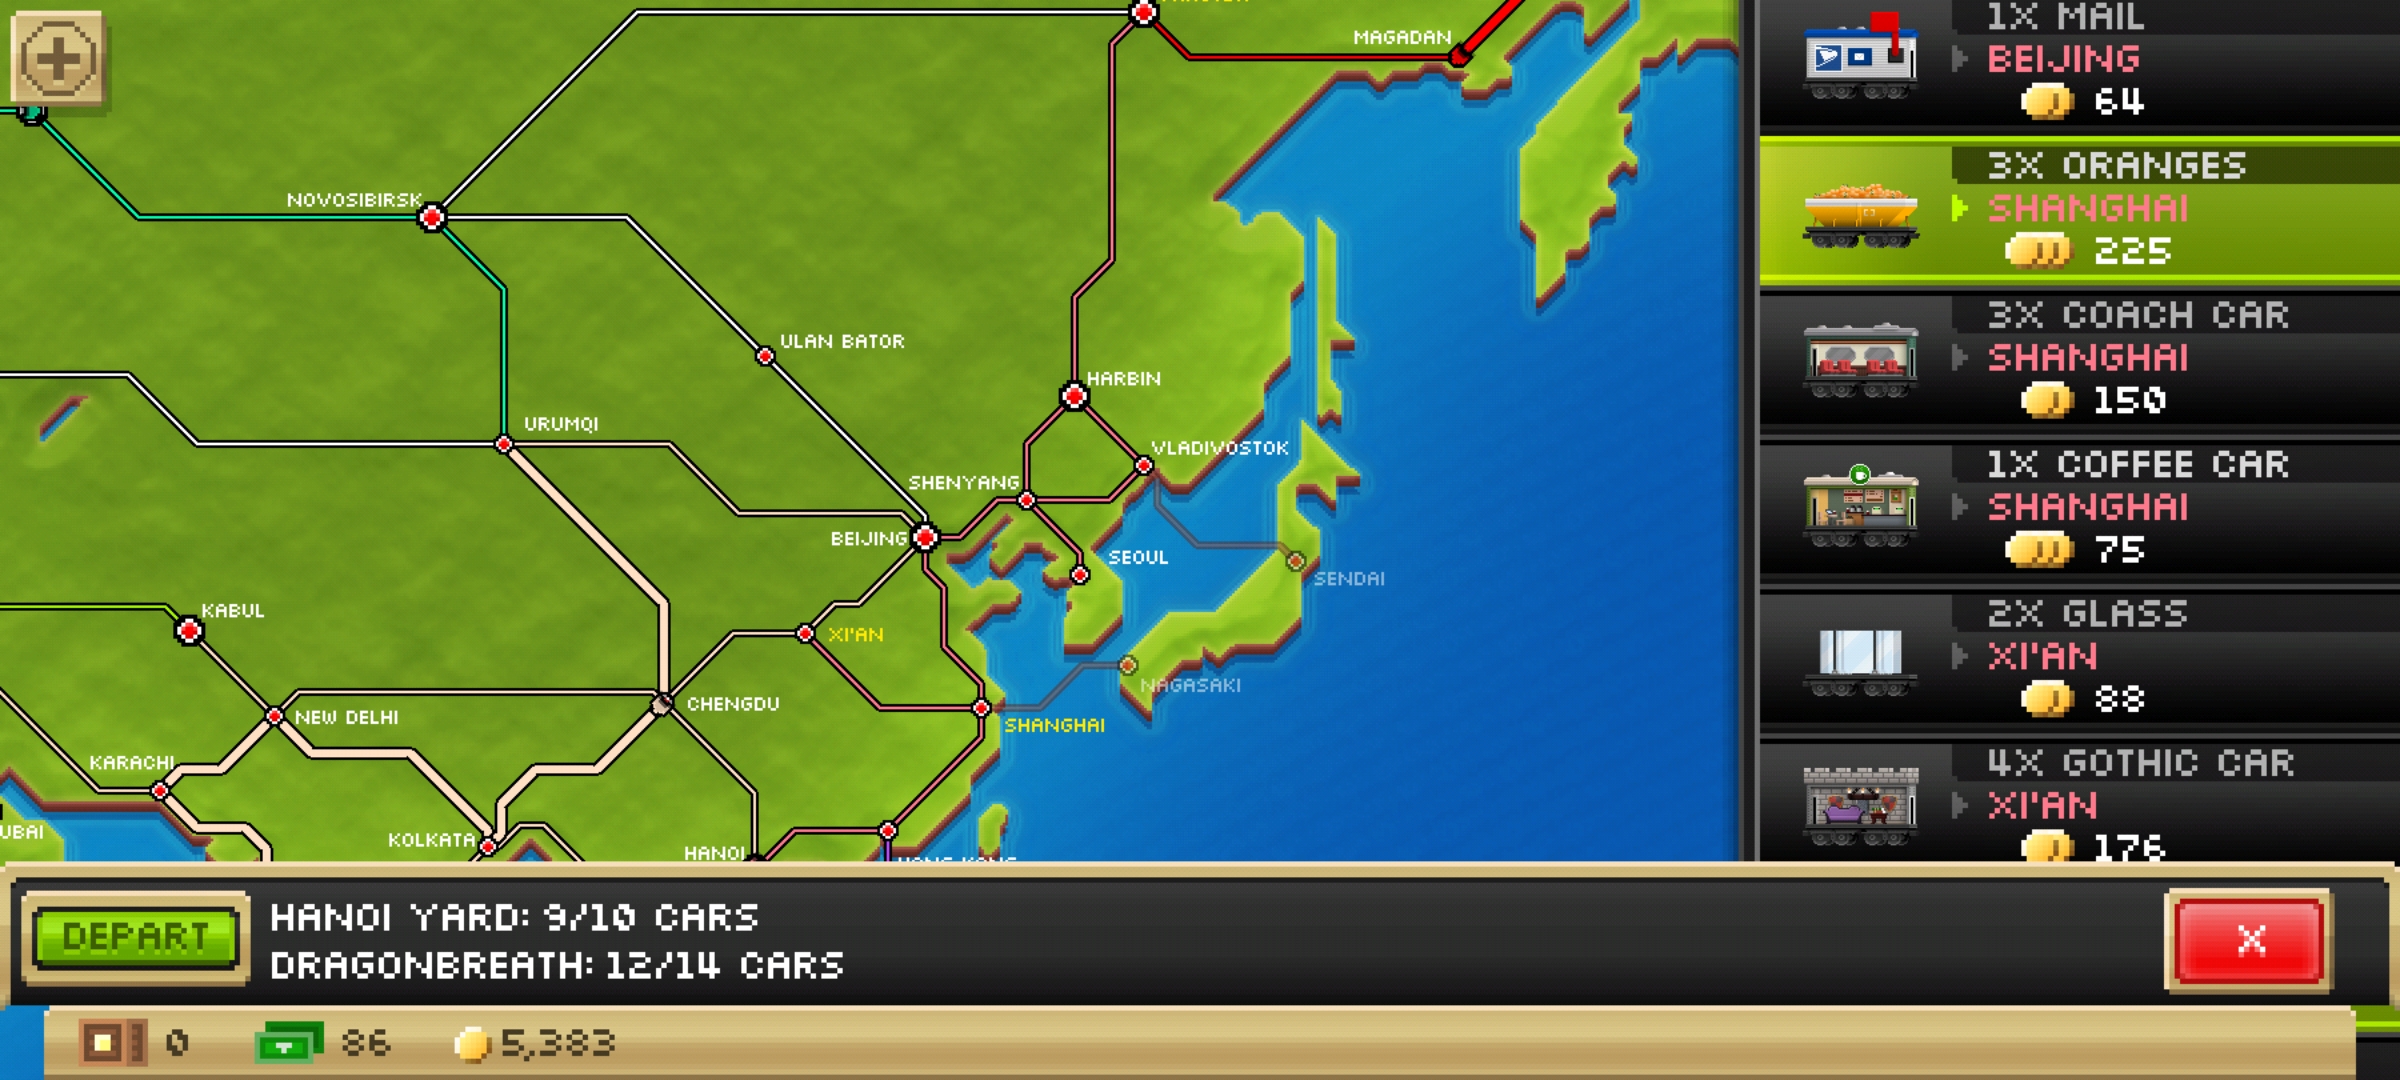 MAGADAN
NOVOSIBIRSK
ULAN BATOR
HARBIN
URUMQI
VLADIVOSTOK
SHENYANG
BEIJING
SEOUL
SENDAI
KABUL
XI'AN
NAGASAKI
CHENGDU
NEW DELHI
SHANGHAI
KARACHI
UBAI
KOLKATA
HANOI
1X MAIL
BEIJING
64
3X ORANGES
SHANGHAI
225
3X COACH CAR
SHANGHAI
150
1X COFFEE CAR
SHANGHAI
75
2X GLASS
XI'AN
88
4X GOTHIC CAR
XI'AN
176
DEPART
HANOI YARD: 9/10 CARS
DRAGONBREATH: 12/14 CARS
X
0
86
5,383